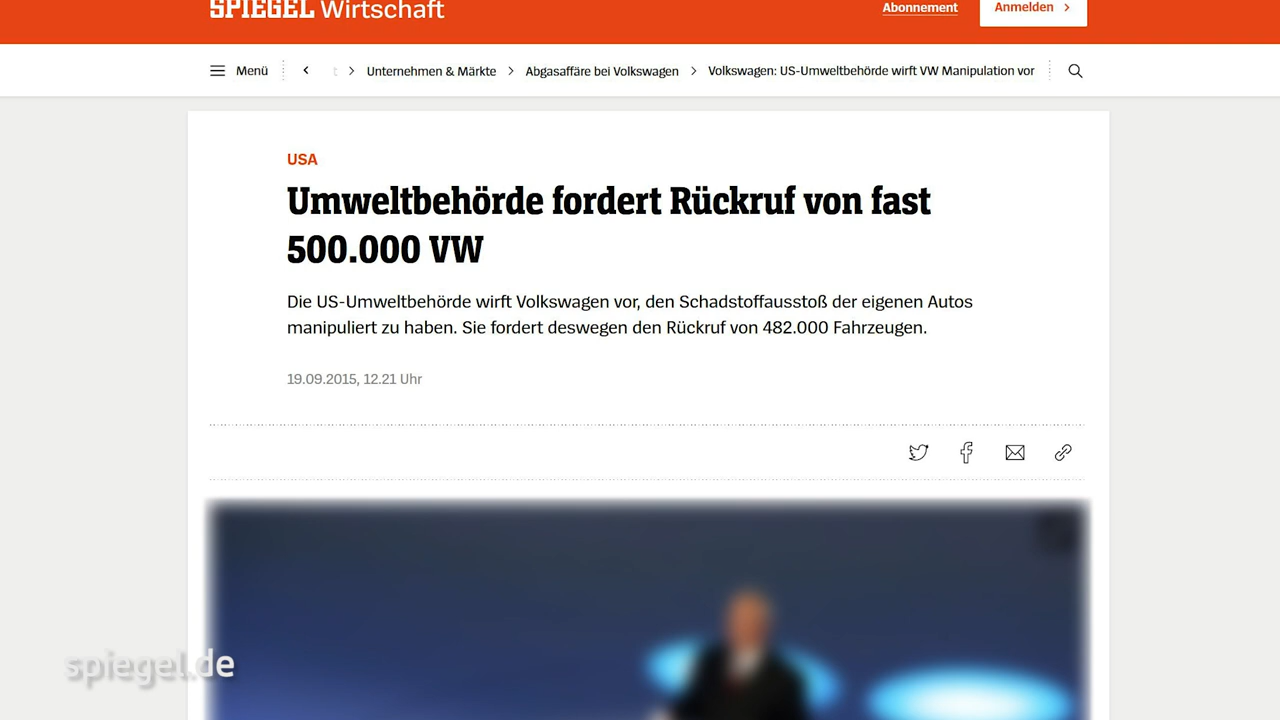 SPIEGEL Wirtschaft
Abonnement
Anmelden
Menü
Unternehmen & Märkte
Abgasaffäre bei Volkswagen
Volkswagen: US-Umweltbehörde wirft VW Manipulation vor
USA
Umweltbehörde fordert Rückruf von fast
500.000 VW
Die US-Umweltbehörde wirft Volkswagen vor, den Schadstoffausstoß der eigenen Autos
manipuliert zu haben. Sie fordert deswegen den Rückruf von 482.000 Fahrzeugen.
19.09.2015, 12.21 Uhr
spiegel.de